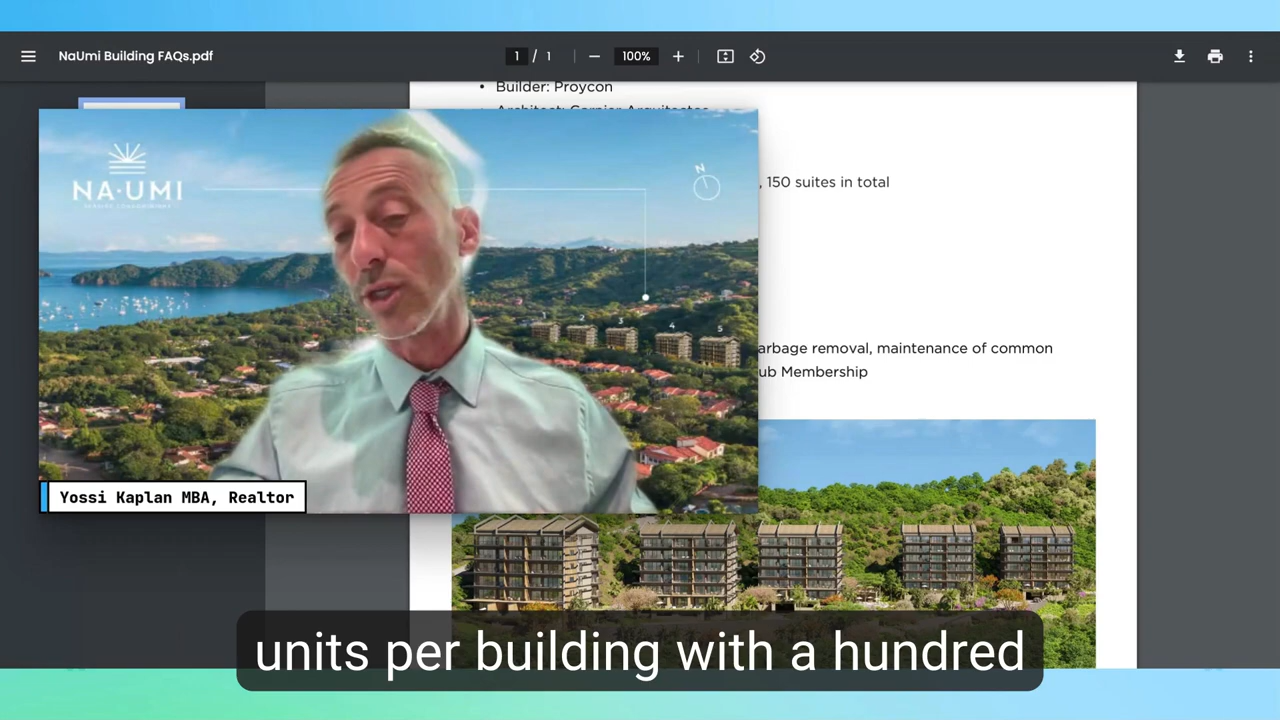 NaUmi Building FAQs.pdf
1 / 1
100%
• Builder: Proycon
, 150 suites in total
NA·UMI
N
1 2 3 4 5
arbage removal, maintenance of common
ub Membership
Yossi Kaplan MBA, Realtor
units per building with a hundred